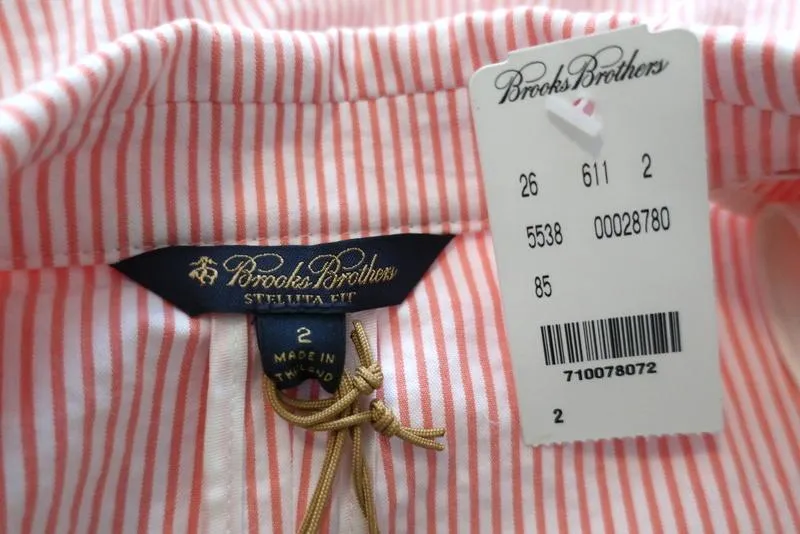 Brooks Brothers
26 611 2
5538 00028780
85
710078072
2
Brooks Brothers
STELLITA FIT
2
MADE IN
THAILAND